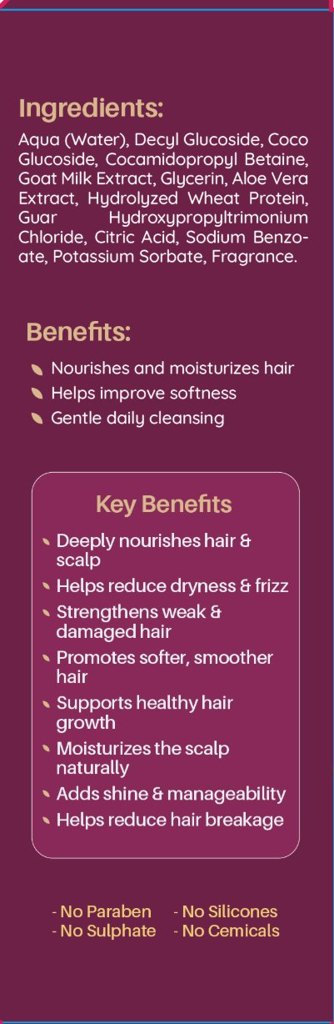 Ingredients:
Aqua (Water), Decyl Glucoside, Coco
Glucoside, Cocamidopropyl Betaine,
Goat Milk Extract, Glycerin, Aloe Vera
Extract, Hydrolyzed Wheat Protein,
Guar Hydroxypropyltrimonium
Chloride, Citric Acid, Sodium Benzo-
ate, Potassium Sorbate, Fragrance.
Benefits:
Nourishes and moisturizes hair
Helps improve softness
Gentle daily cleansing
Key Benefits
Deeply nourishes hair &
scalp
Helps reduce dryness & frizz
Strengthens weak &
damaged hair
Promotes softer, smoother
hair
Supports healthy hair
growth
Moisturizes the scalp
naturally
Adds shine & manageability
Helps reduce hair breakage
- No Paraben - No Silicones
- No Sulphate - No Cemicals